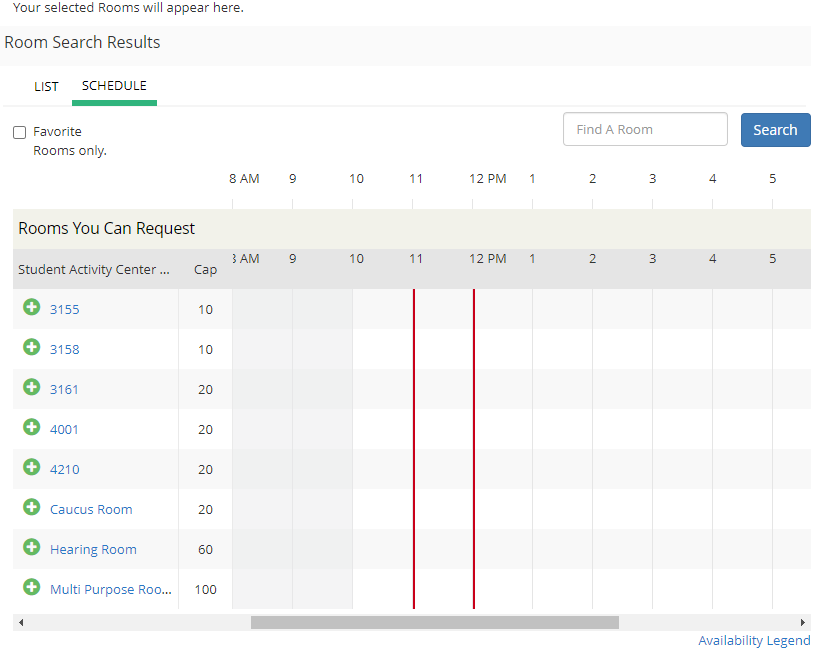 Your selected Rooms will appear here.
Room Search Results
LIST SCHEDULE
Favorite
Rooms only.
Find A Room Search
8 AM 9 10 11 12 PM 1 2 3 4 5
Rooms You Can Request
8 AM 9 10 11 12 PM 1 2 3 4 5
Student Activity Center ... Cap
3155 10
3158 10
3161 20
4001 20
4210 20
Caucus Room 20
Hearing Room 60
Multi Purpose Roo... 100
Availability Legend